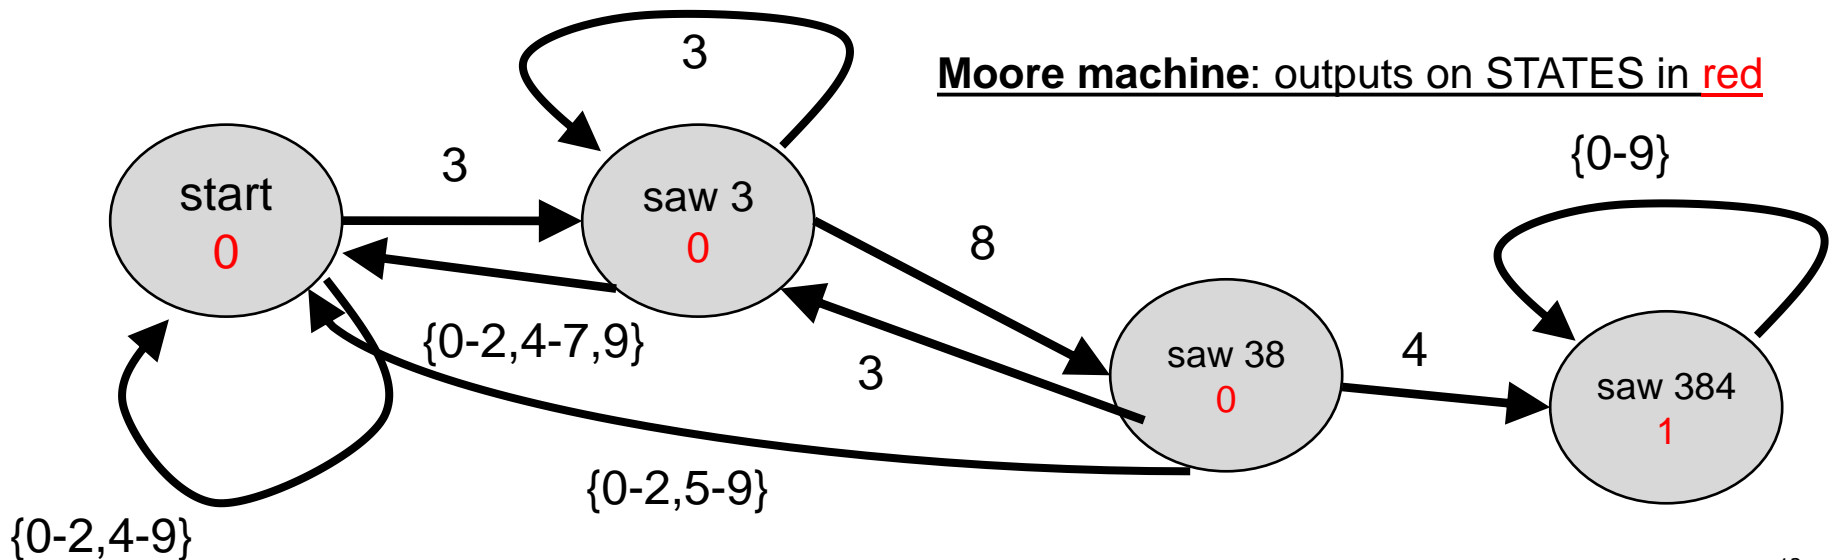 3
Moore machine: outputs on STATES in red
{0-9}
start
0
3
saw 3
0
8
{0-2,4-7,9}
3
saw 38
0
4
saw 384
1
{0-2,5-9}
{0-2,4-9}